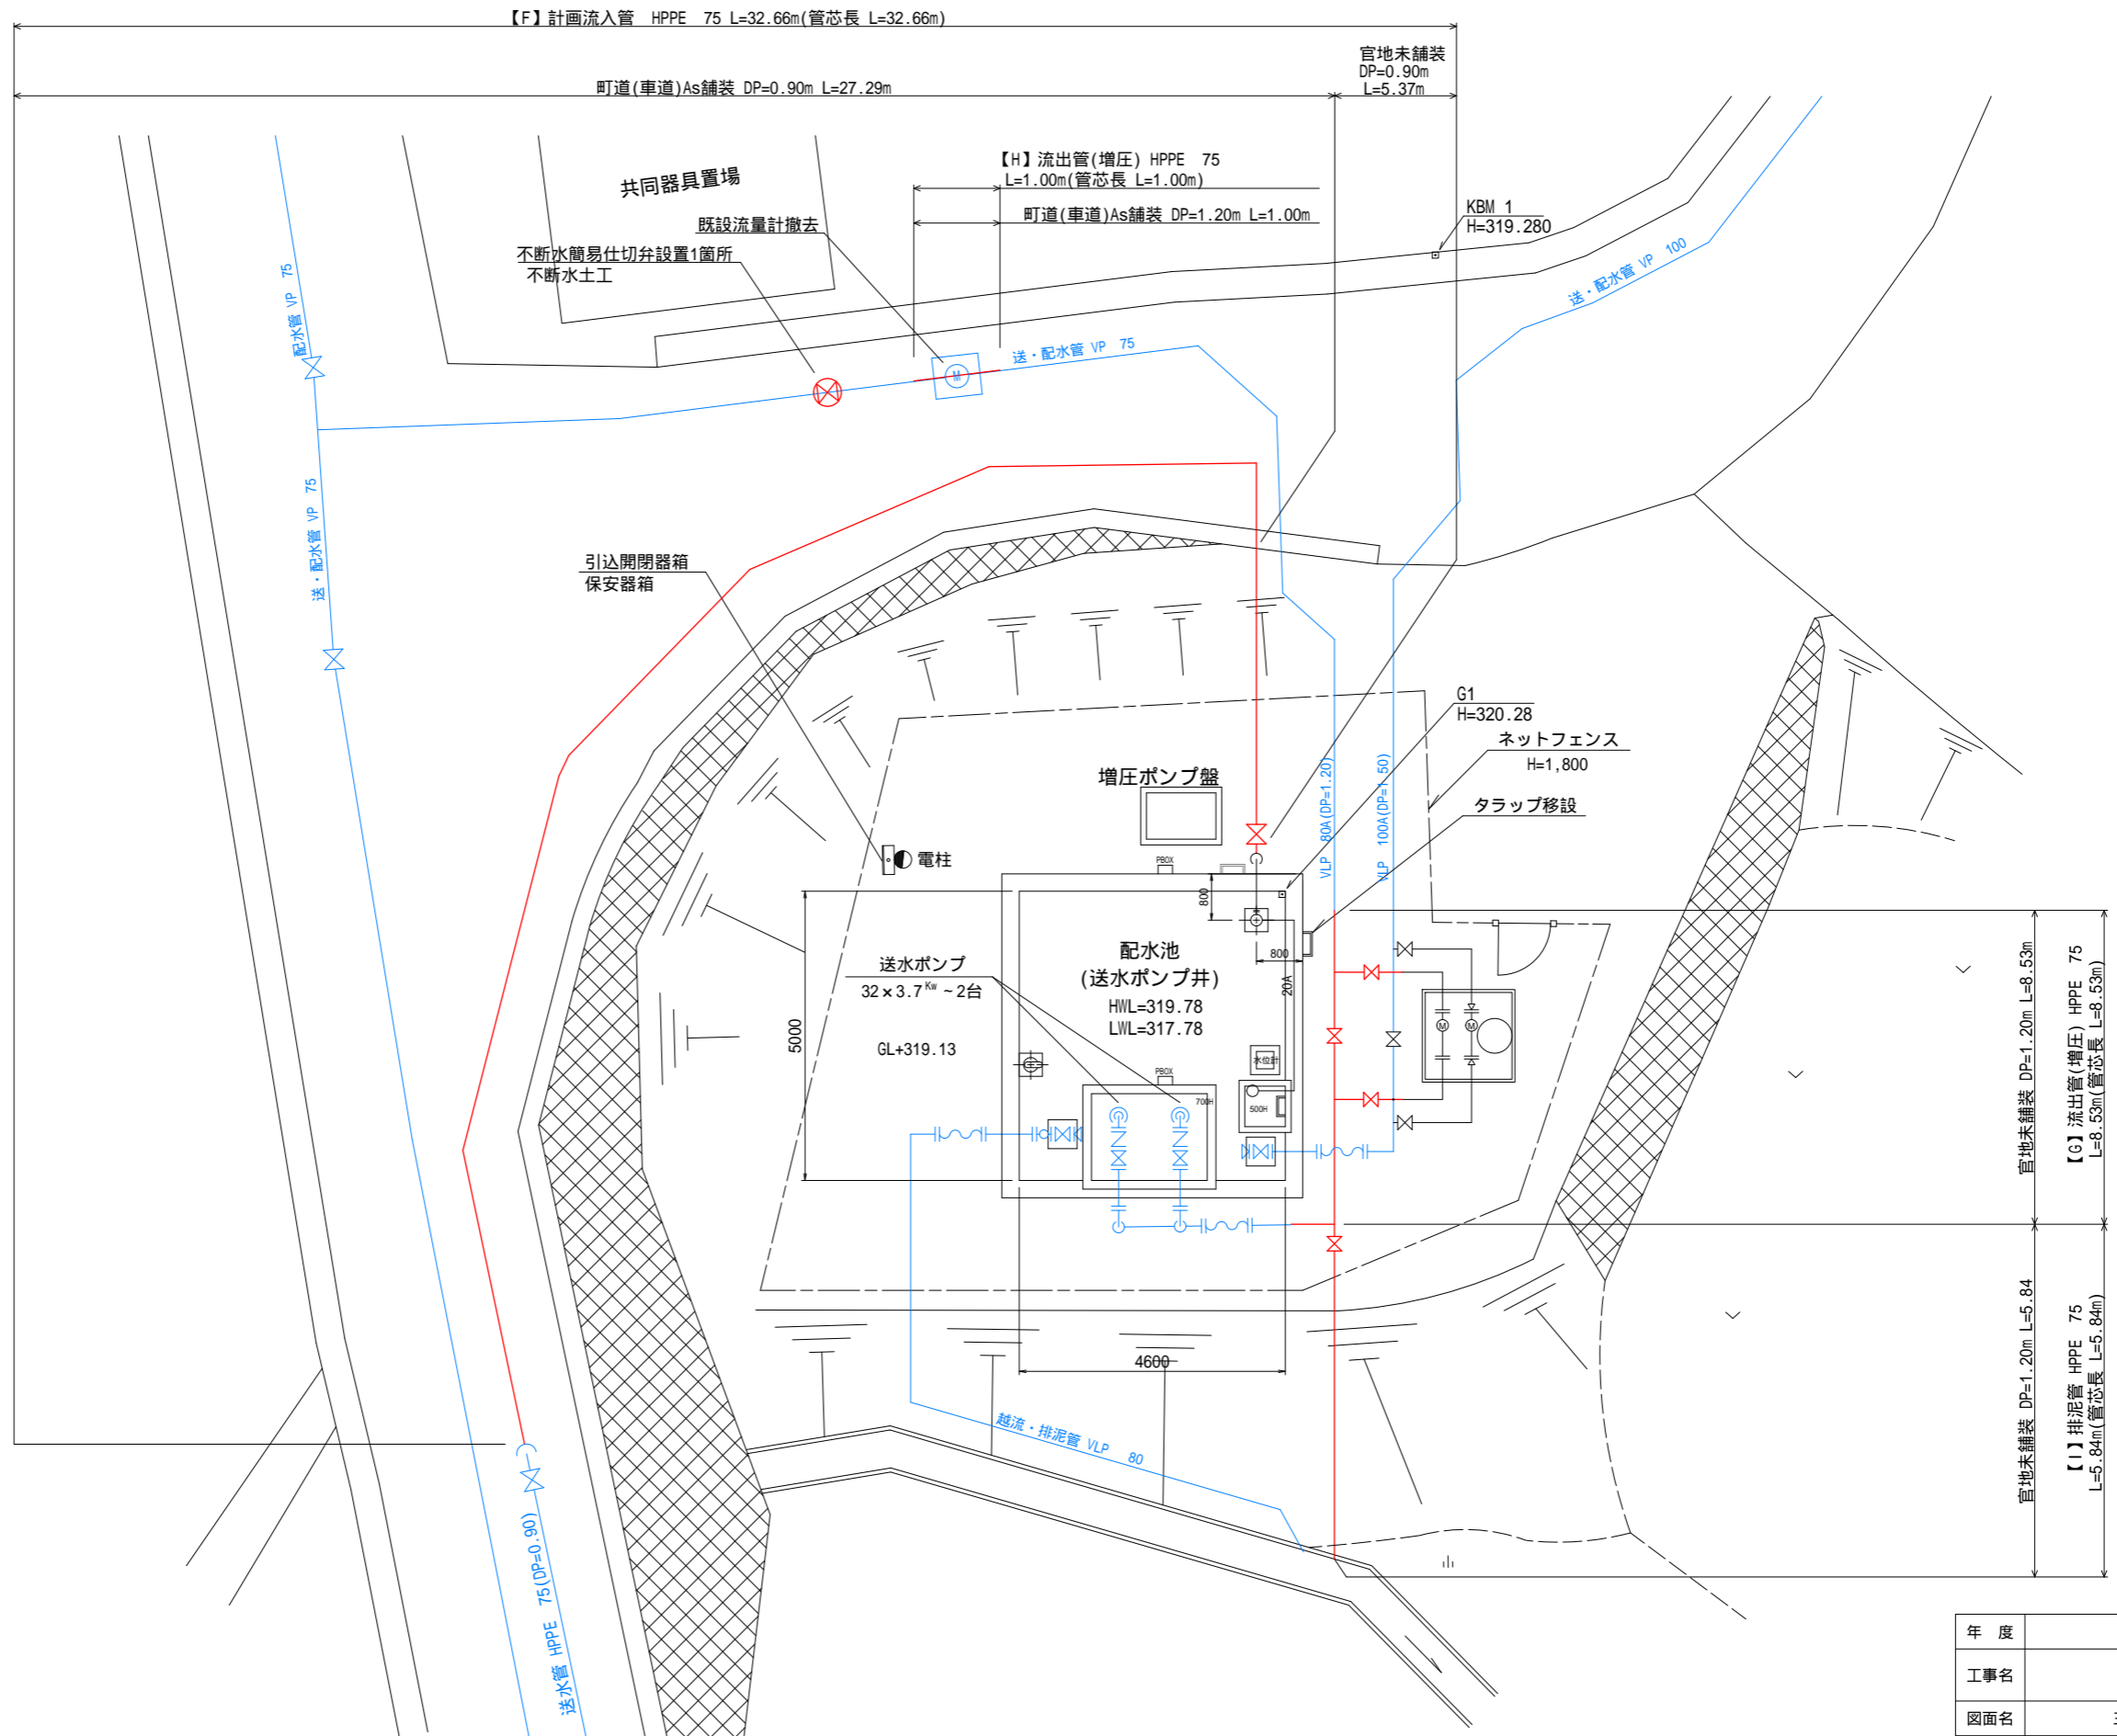 【F】計画流入管　HPPE　75 L=32.66m(管芯長 L=32.66m)
官地未舗装
DP=0.90m
L=5.37m
町道(車道)As舗装 DP=0.90m L=27.29m
【H】流出管(増圧) HPPE　75
L=1.00m(管芯長 L=1.00m)
町道(車道)As舗装 DP=1.20m L=1.00m
共同器具置場
既設流量計撤去
不断水簡易仕切弁設置1箇所
不断水土工
KBM 1
H=319.280
配水管 VP　75
送・配水管 VP　75
M
送・配水管 VP　100
送・配水管 VP　75
引込開閉器箱
保安器箱
G1
H=320.28
ネットフェンス
H=1,800
タラップ移設
増圧ポンプ盤
VLP　80A(DP=1.20)
VLP　100A(DP=1.50)
電柱
PBOX
800
800
配水池
(送水ポンプ井)
HWL=319.78
LWL=317.78
20A
送水ポンプ
32×3.7Kw ~2台
GL+319.13
5000
水位計
PBOX
700H
500H
M
M
4600
官地未舗装 DP=1.20m L=8.53m
【G】流出管(増圧) HPPE　75
L=8.53m(管芯長 L=8.53m)
官地未舗装 DP=1.20m L=5.84
【I】排泥管 HPPE　75
L=5.84m(管芯長 L=5.84m)
越流・排泥管 VLP　80
送水管 HPPE　75(DP=0.90)
年　度
工事名
図面名